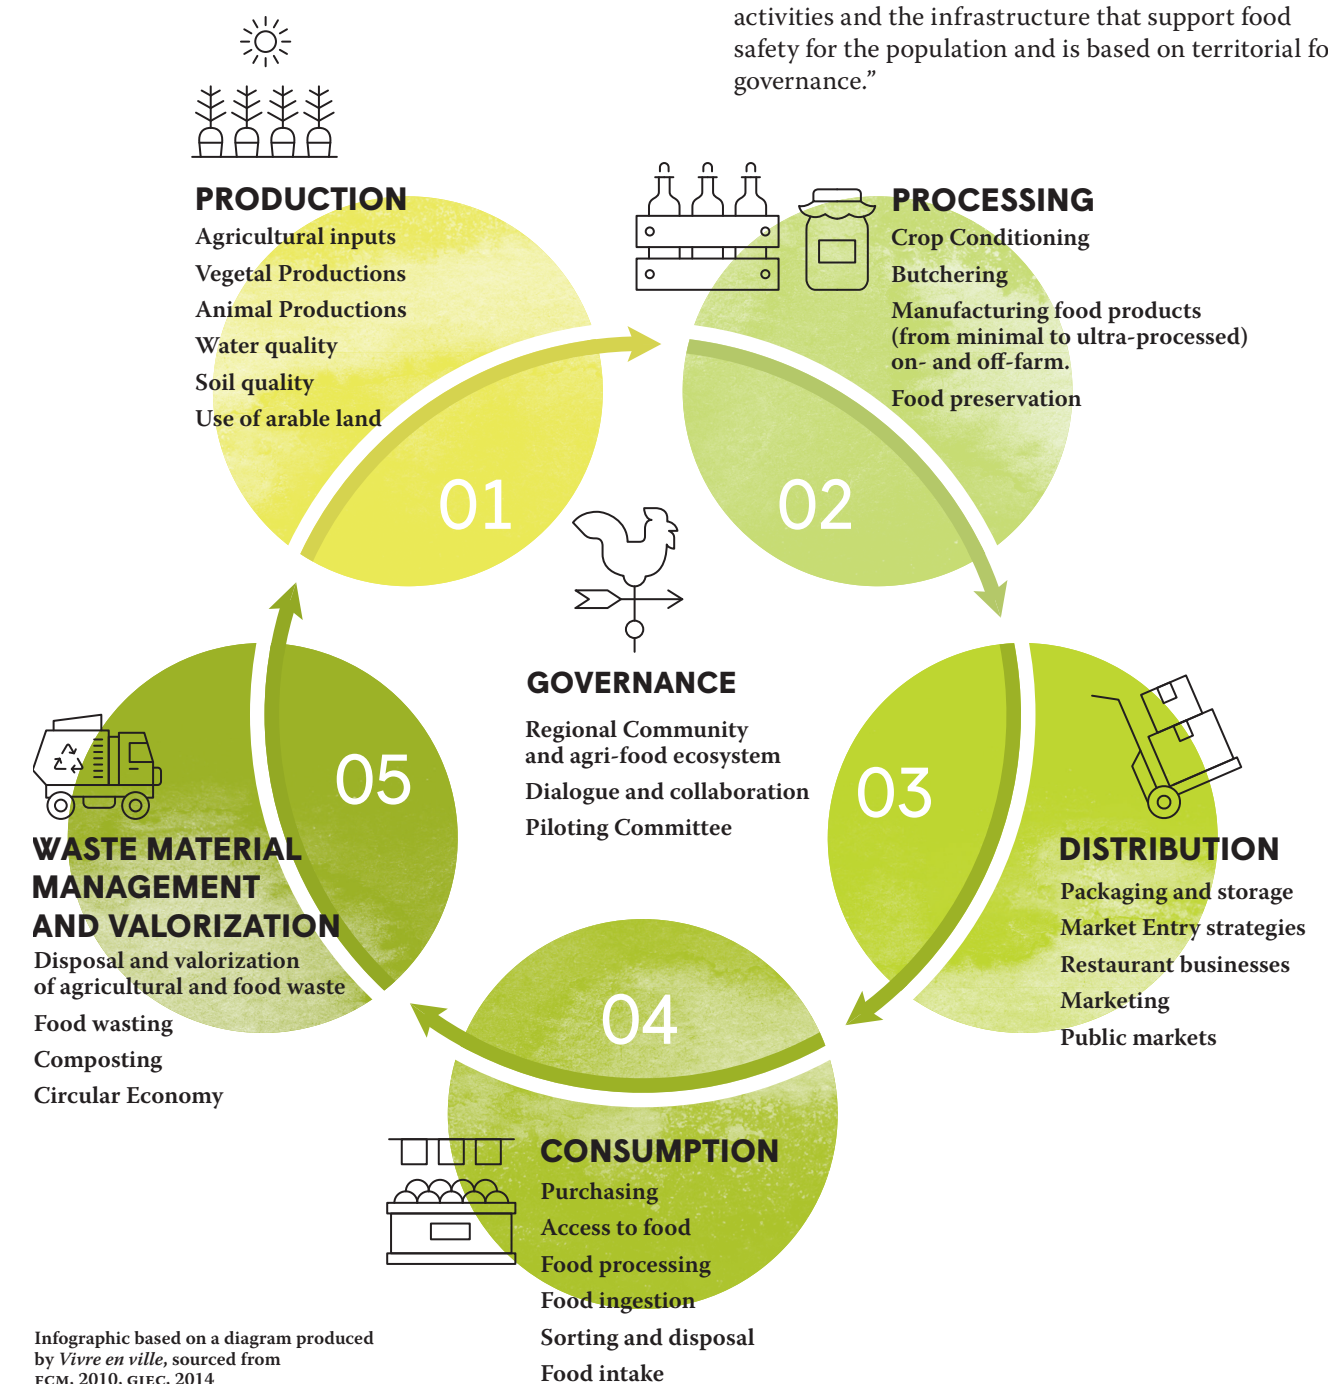 activities and the infrastructure that support food
safety for the population and is based on territorial
governance.”
PRODUCTION
Agricultural inputs
Vegetal Productions
Animal Productions
Water quality
Soil quality
Use of arable land
01
PROCESSING
Crop Conditioning
Butchering
Manufacturing food products
(from minimal to ultra-processed)
on- and off-farm.
Food preservation
02
GOVERNANCE
Regional Community
and agri-food ecosystem
Dialogue and collaboration
Piloting Committee
03
DISTRIBUTION
Packaging and storage
Market Entry strategies
Restaurant businesses
Marketing
Public markets
04
CONSUMPTION
Purchasing
Access to food
Food processing
Food ingestion
Sorting and disposal
Food intake
05
WASTE MATERIAL
MANAGEMENT
AND VALORIZATION
Disposal and valorization
of agricultural and food waste
Food wasting
Composting
Circular Economy
Infographic based on a diagram produced
by Vivre en ville, sourced from
FCM, 2010, GIEC, 2014